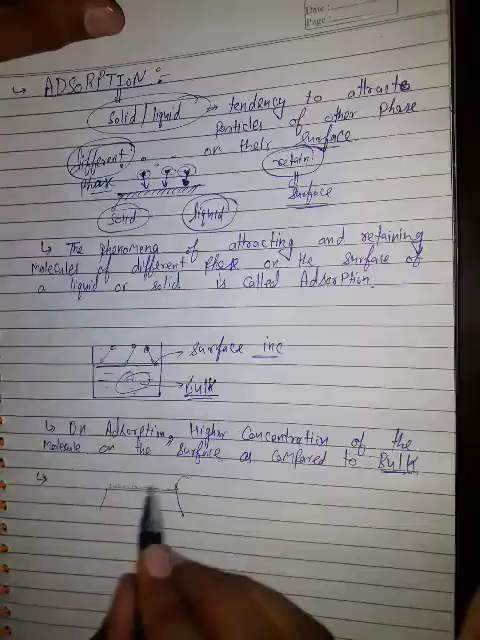 Date:
Page:
ADSORPTION :-
Solid / liquid → tendency to attract
Particles of other phase
on their surface
Different phase
retain
Surface
Solid
liquid
↳ The phenomena of attracting and retaining
molecules of different phase on the surface of
a liquid or solid is called Adsorption.
surface inc
Bulk
↳ On Adsorption, Higher Concentration of the
Molecule on the surface as compared to Bulk